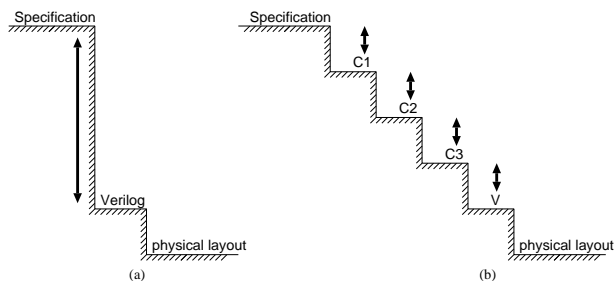 Specification
Verilog
physical layout
(a)
Specification
C1
C2
C3
V
physical layout
(b)